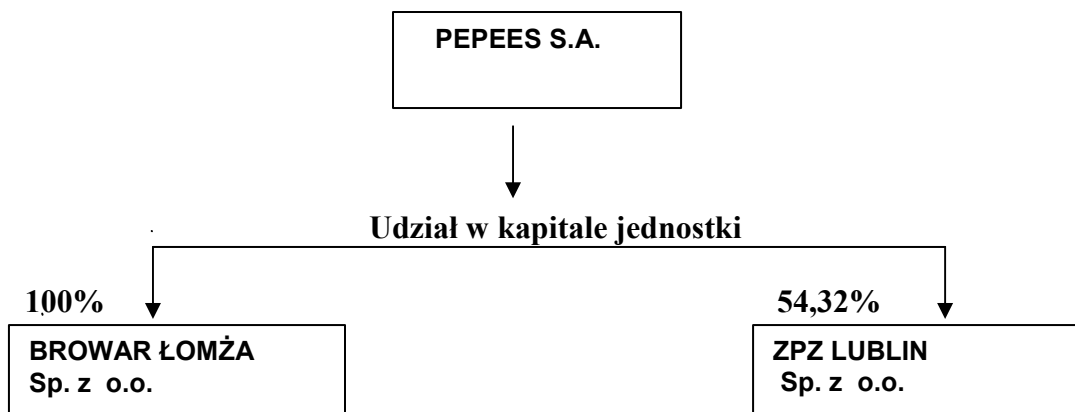 PEPEES S.A.
Udział w kapitale jednostki
100%
54,32%
BROWAR ŁOMŻA
Sp. z o.o.
ZPZ LUBLIN
Sp. z o.o.